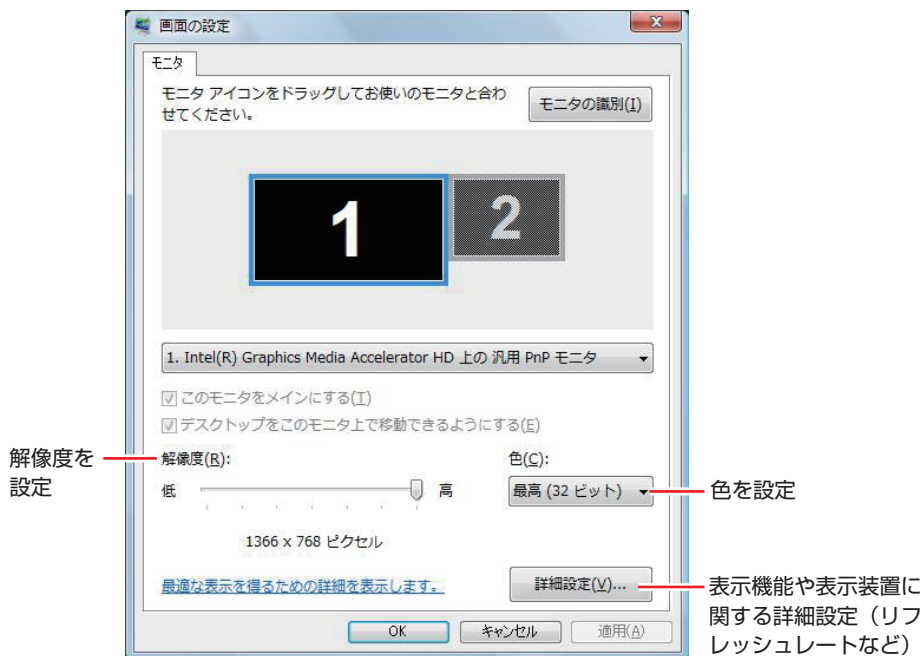 画面の設定
モニタ
モニタ アイコンをドラッグしてお使いのモニタと合わ
せてください。
モニタの識別(I)
1
2
1. Intel(R) Graphics Media Accelerator HD 上の 汎用 PnP モニタ
このモニタをメインにする(T)
デスクトップをこのモニタ上で移動できるようにする(E)
解像度を
設定
解像度(R):
低
高
1366 x 768 ピクセル
色(C):
最高 (32 ビット)
色を設定
最適な表示を得るための詳細を表示します。
詳細設定(V)...
表示機能や表示装置に
関する詳細設定（リフ
レッシュレートなど）
OK
キャンセル
適用(A)